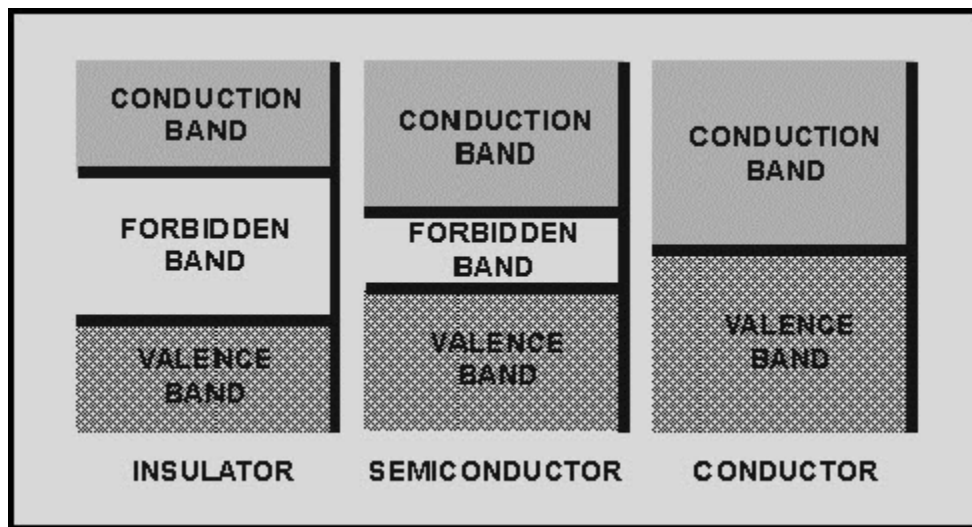 CONDUCTION
BAND
FORBIDDEN
BAND
VALENCE
BAND
INSULATOR
CONDUCTION
BAND
FORBIDDEN
BAND
VALENCE
BAND
SEMICONDUCTOR
CONDUCTION
BAND
VALENCE
BAND
CONDUCTOR